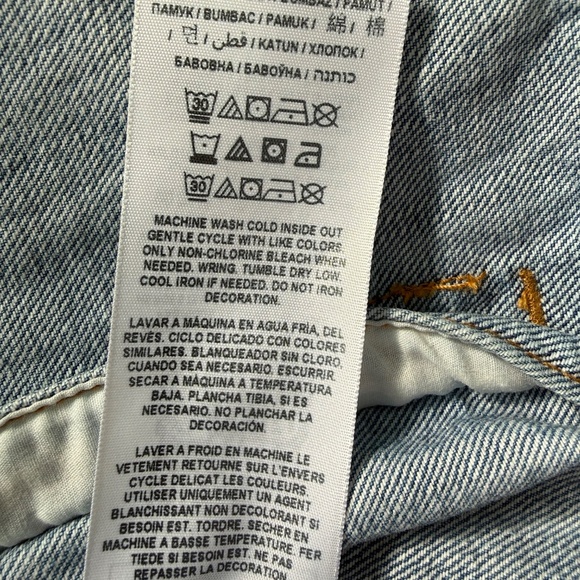 ПАМУК / BUMBAC / PAMUK / 綿 / 棉
/ 면 / قطن / KATUN / ХЛОПОК /
БАВОВНА / БАВОЎНА / כותנה
30
30
MACHINE WASH COLD INSIDE OUT
GENTLE CYCLE WITH LIKE COLORS.
ONLY NON-CHLORINE BLEACH WHEN
NEEDED. WRING. TUMBLE DRY LOW.
COOL IRON IF NEEDED. DO NOT IRON
DECORATION.
LAVAR A MÁQUINA EN AGUA FRÍA, DEL
REVÉS. CICLO DELICADO CON COLORES
SIMILARES. BLANQUEADOR SIN CLORO,
CUANDO SEA NECESARIO. ESCURRIR.
SECAR A MÁQUINA A TEMPERATURA
BAJA. PLANCHA TIBIA, SI ES
NECESARIO. NO PLANCHAR LA
DECORACIÓN.
LAVER A FROID EN MACHINE LE
VETEMENT RETOURNE SUR L'ENVERS
CYCLE DELICAT LES COULEURS.
UTILISER UNIQUEMENT UN AGENT
BLANCHISSANT NON DECOLORANT SI
BESOIN EST. TORDRE. SECHER EN
MACHINE A BASSE TEMPERATURE. FER
TIEDE SI BESOIN EST. NE PAS
REPASSER LA DECORATION.